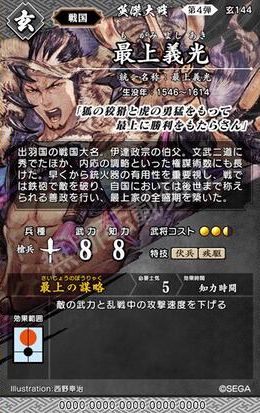 玄
戦国
英傑大戦
第4弾
玄144
もがみ よしあき
最上義光
統一名称 最上義光
生没年 1546~1614
「狐の狡猾と虎の勇猛をもって
最上に勝利をもたらさん」
出羽国の戦国大名。伊達政宗の伯父。文武二道に
秀でたほか、内応の調略といった権謀術数にも長
けた。早くから銃火器の有用性を重要視し、戦で
は鉄砲で敵を破り、自国においては後世まで称え
られる善政を行い、最上家の全盛期を築いた。
兵種 武力 知力 武将コスト
槍兵 8 8 特技 伏兵 疾駆
さいじょうのぼうりゃく 必要士気 効果時間
最上の謀略 5 知力時間
敵の武力と乱戦中の攻撃速度を下げる
効果範囲
Illustration:西野幸治
©SEGA
0000-0000-0000-0000-0000